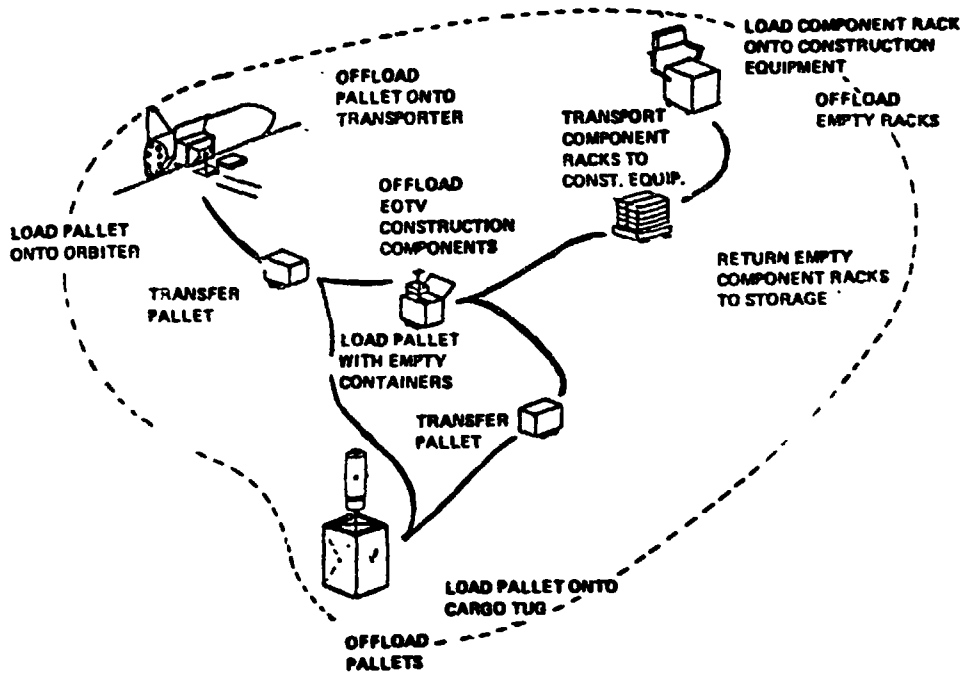 LOAD COMPONENT RACK
ONTO CONSTRUCTION
EQUIPMENT
OFFLOAD
PALLET ONTO
TRANSPORTER
OFFLOAD
EMPTY RACKS
TRANSPORT
COMPONENT
RACKS TO
CONST. EQUIP.
OFFLOAD
EOTV
CONSTRUCTION
COMPONENTS
LOAD PALLET
ONTO ORBITER
RETURN EMPTY
COMPONENT RACKS
TO STORAGE
TRANSFER
PALLET
LOAD PALLET
WITH EMPTY
CONTAINERS
TRANSFER
PALLET
LOAD PALLET ONTO
CARGO TUG
OFFLOAD
PALLETS